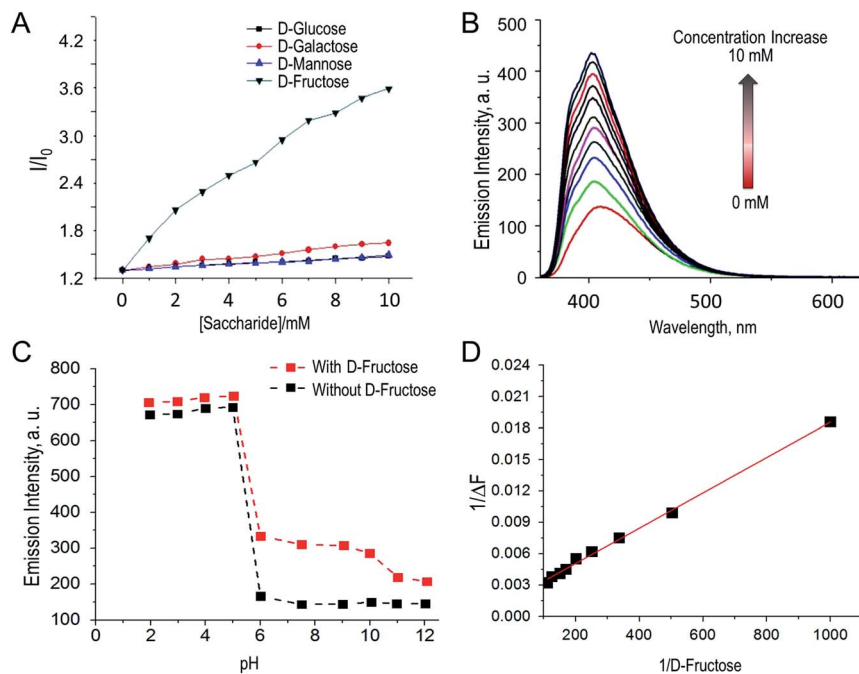 A
4.2
3.6
3.0
2.4
1.8
1.2
I/I0
D-Glucose
D-Galactose
D-Mannose
D-Fructose
0 2 4 6 8 10
[Saccharide]/mM
B
500
400
300
200
100
0
Emission Intensity, a. u.
Concentration Increase
10 mM
0 mM
400 500 600
Wavelength, nm
C
800
700
600
500
400
300
200
100
Emission Intensity, a. u.
With D-Fructose
Without D-Fructose
0 2 4 6 8 10 12
pH
D
0.024
0.021
0.018
0.015
0.012
0.009
0.006
0.003
0.000
1/ΔF
200 400 600 800 1000
1/D-Fructose